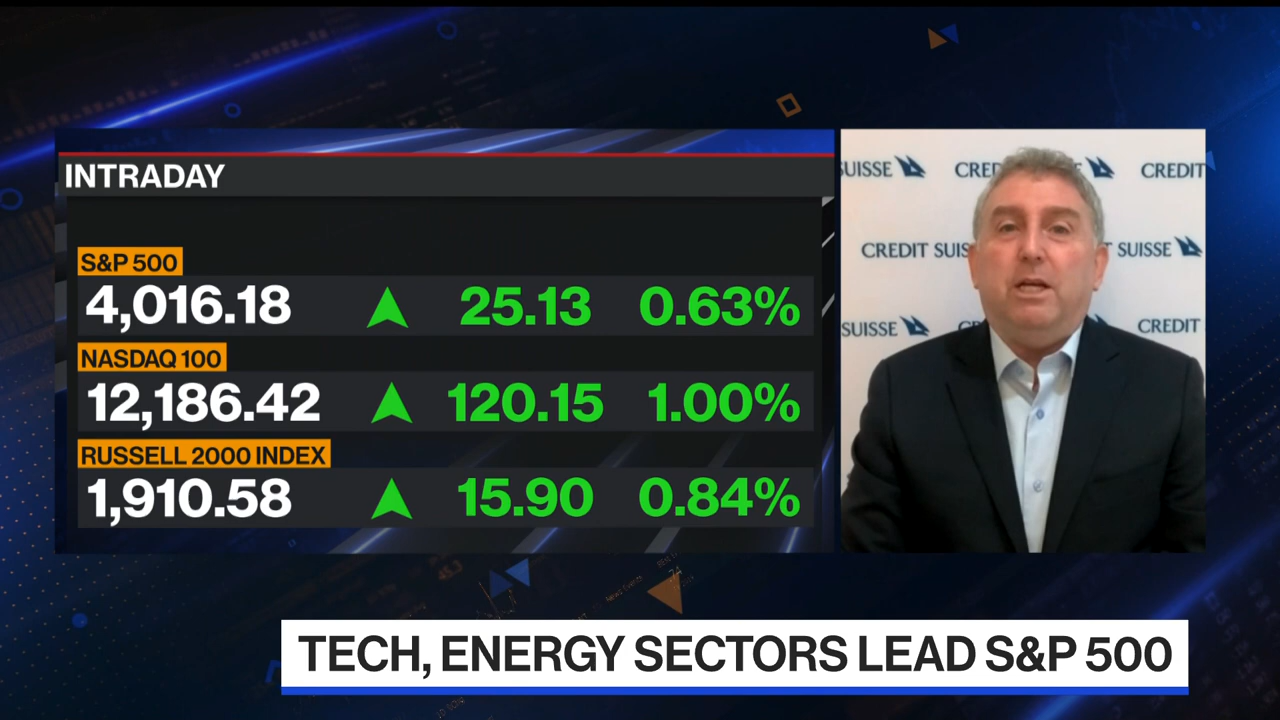 INTRADAY
S&P 500
4,016.18 25.13 0.63%
NASDAQ 100
12,186.42 120.15 1.00%
RUSSELL 2000 INDEX
1,910.58 15.90 0.84%
SUISSE CREDIT
CREDIT SUISSE
SUISSE CREDIT
TECH, ENERGY SECTORS LEAD S&P 500